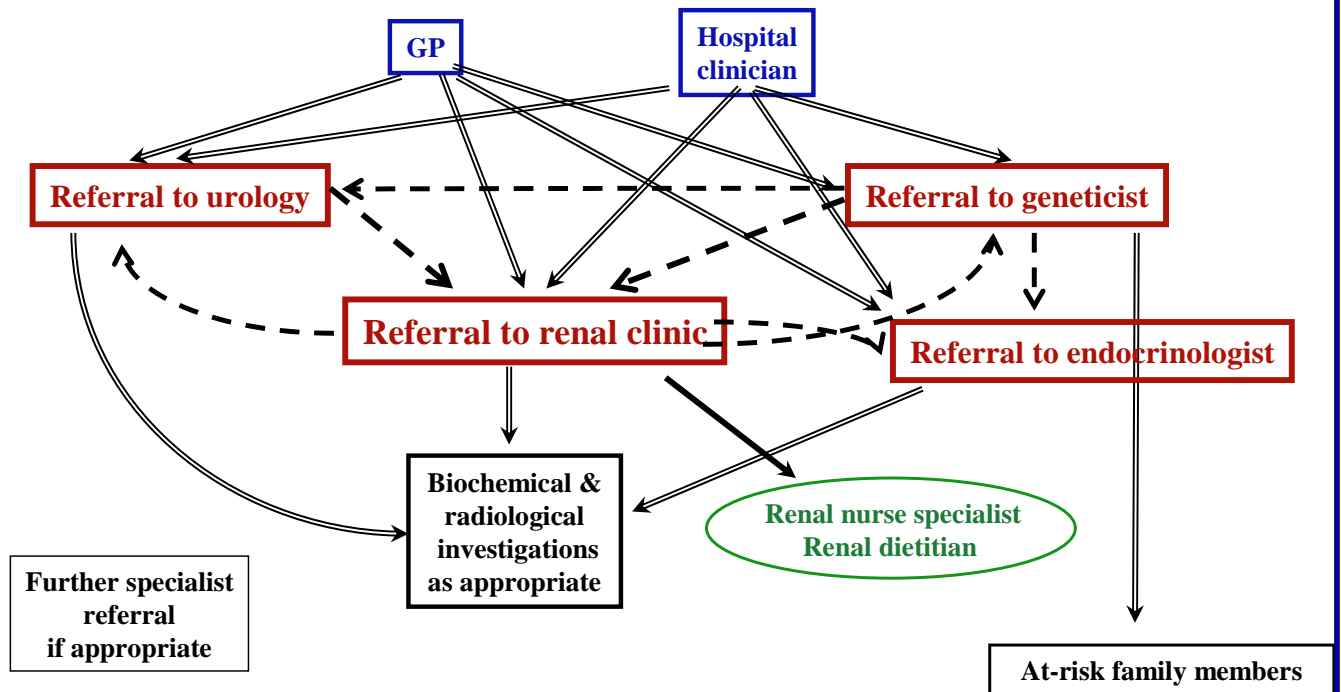 GP
Hospital
clinician
Referral to urology
Referral to geneticist
Referral to renal clinic
Referral to endocrinologist
Biochemical &
radiological
investigations
as appropriate
Renal nurse specialist
Renal dietitian
Further specialist
referral
if appropriate
At-risk family members